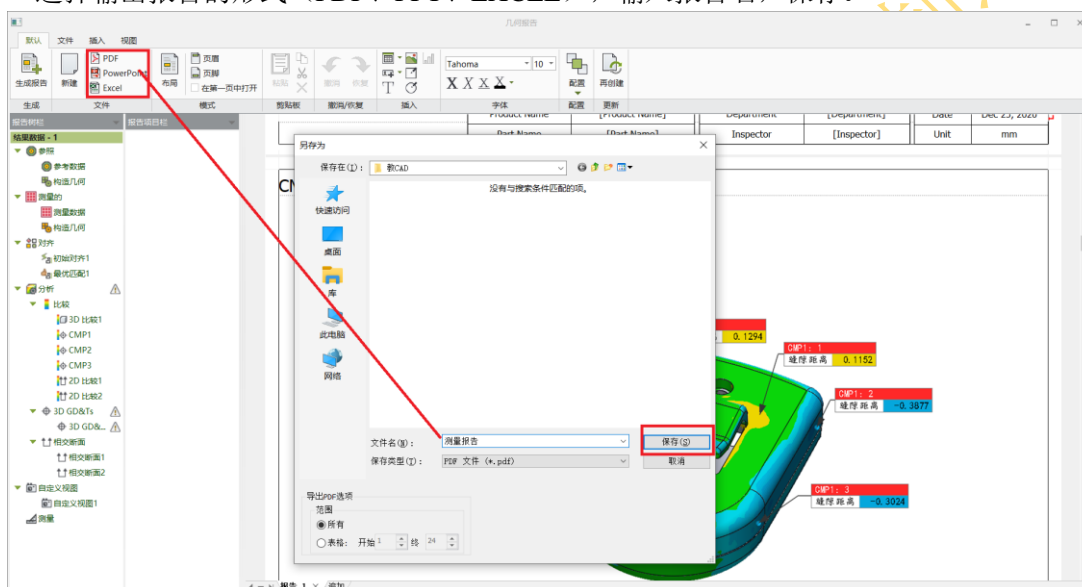 选择输出报告的形式（PDF、PPT、EXCEL），输入报告名，保存。
几何报告
默认 文件 插入 视图
生成报告 新建 PDF PowerPoint Excel 布局 页眉 页脚 在第一页中打开 粘贴 撤消 恢复 Tahoma 10 配置 再创建
生成 文件 模式 剪贴板 撤消/恢复 插入 字体 配置 更新
报告树栏 报告项目栏
Product Name [Product Name] Department [Department] Date Dec 23, 2020
Part Name [Part Name] Inspector [Inspector] Unit mm
结果数据 - 1
参照
参考数据
构造几何
测量的
测量数据
构造几何
对齐
初始对齐1
最优匹配1
分析
比较
3D 比较1
CMP1
CMP2
CMP3
2D 比较1
2D 比较2
3D GD&Ts
3D GD&...
相交断面
相交断面1
相交断面2
自定义视图
自定义视图1
测量
另存为
保存在(I): 教CAD
没有与搜索条件匹配的项。
快速访问
桌面
库
此电脑
网络
文件名(N): 测量报告 保存(S)
保存类型(T): PDF 文件 (*.pdf) 取消
导出PDF选项
范围
所有
表格: 开始 1 终 24
0.1294
CMP1: 1
缝隙距离 0.1152
CMP1: 2
缝隙距离 -0.3877
CMP1: 3
缝隙距离 -0.3024
报告 1 追加